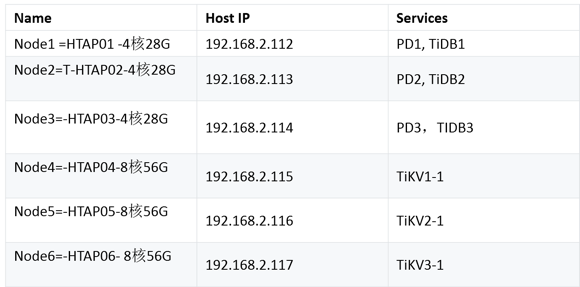 Name Host IP Services
Node1 =HTAP01 -4核28G 192.168.2.112 PD1, TiDB1
Node2=T-HTAP02-4核28G 192.168.2.113 PD2, TiDB2
Node3=-HTAP03-4核28G 192.168.2.114 PD3，TIDB3
Node4=-HTAP04-8核56G 192.168.2.115 TiKV1-1
Node5=-HTAP05-8核56G 192.168.2.116 TiKV2-1
Node6=-HTAP06- 8核56G 192.168.2.117 TiKV3-1